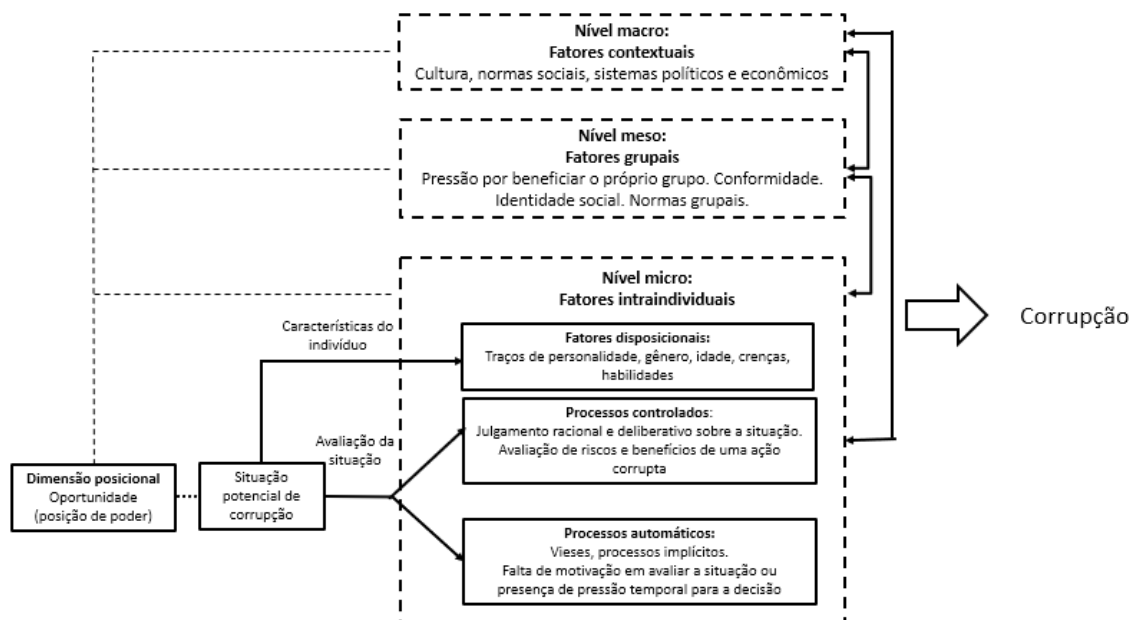 Nível macro:
Fatores contextuais
Cultura, normas sociais, sistemas políticos e econômicos
Nível meso:
Fatores grupais
Pressão por beneficiar o próprio grupo. Conformidade.
Identidade social. Normas grupais.
Nível micro:
Fatores intraindividuais
Características do
indivíduo
Fatores disposicionais:
Traços de personalidade, gênero, idade, crenças,
habilidades
Corrupção
Processos controlados:
Julgamento racional e deliberativo sobre a situação.
Avaliação de riscos e benefícios de uma ação
corrupta
Avaliação da
situação
Dimensão posicional
Oportunidade
(posição de poder)
Situação
potencial de
corrupção
Processos automáticos:
Vieses, processos implícitos.
Falta de motivação em avaliar a situação ou
presença de pressão temporal para a decisão